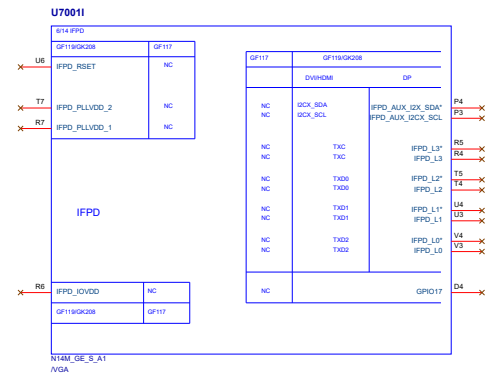 U7001I
6/14 IFPD
GF119/GK208 GF117
U6 IFPD_RSET NC
T7 IFPD_PLLVDD_2 NC
R7 IFPD_PLLVDD_1 NC
IFPD
R6 IFPD_IOVDD NC
GF119/GK208 GF117
GF117 GF119/GK208
DVI/HDMI DP
NC I2CX_SDA IFPD_AUX_I2X_SDA* P4
NC I2CX_SCL IFPD_AUX_I2CX_SCL P3
NC TXC IFPD_L3* R5
NC TXC IFPD_L3 R4
NC TXD0 IFPD_L2* T5
NC TXD0 IFPD_L2 T4
NC TXD1 IFPD_L1* U4
NC TXD1 IFPD_L1 U3
NC TXD2 IFPD_L0* V4
NC TXD2 IFPD_L0 V3
NC GPIO17 D4
N14M_GE_S_A1
/VGA